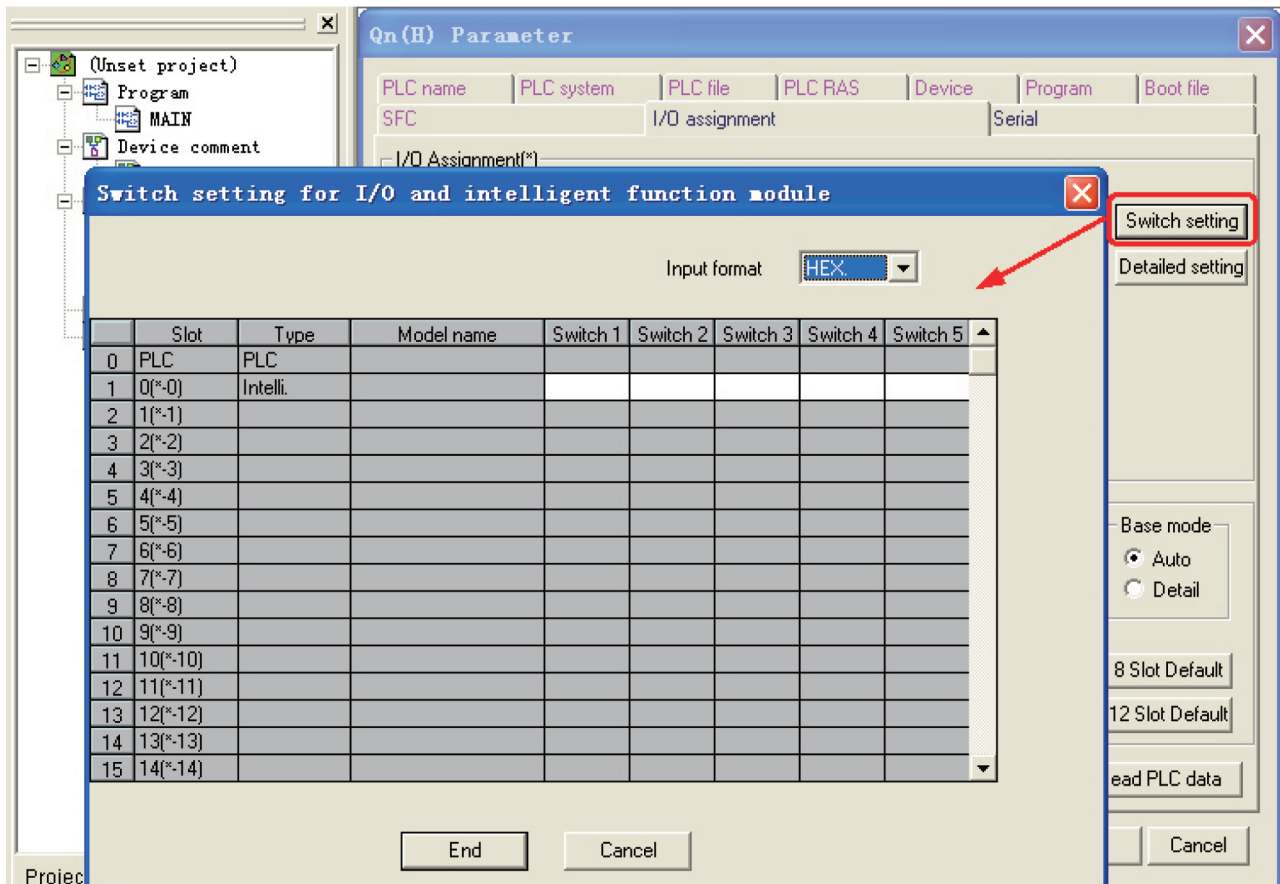 Qn(H) Parameter
(Unset project)
Program
MAIN
Device comment
PLC name PLC system PLC file PLC RAS Device Program Boot file
SFC I/O assignment Serial
I/O Assignment(*)
Switch setting for I/O and intelligent function module
Switch setting
Detailed setting
Input format HEX.
Slot Type Model name Switch 1 Switch 2 Switch 3 Switch 4 Switch 5
0 PLC PLC
1 0(*-0) Intelli.
2 1(*-1)
3 2(*-2)
4 3(*-3)
5 4(*-4)
6 5(*-5)
7 6(*-6)
8 7(*-7)
9 8(*-8)
10 9(*-9)
11 10(*-10)
12 11(*-11)
13 12(*-12)
14 13(*-13)
15 14(*-14)
Base mode
Auto
Detail
8 Slot Default
12 Slot Default
ead PLC data
End Cancel
Cancel
Projec